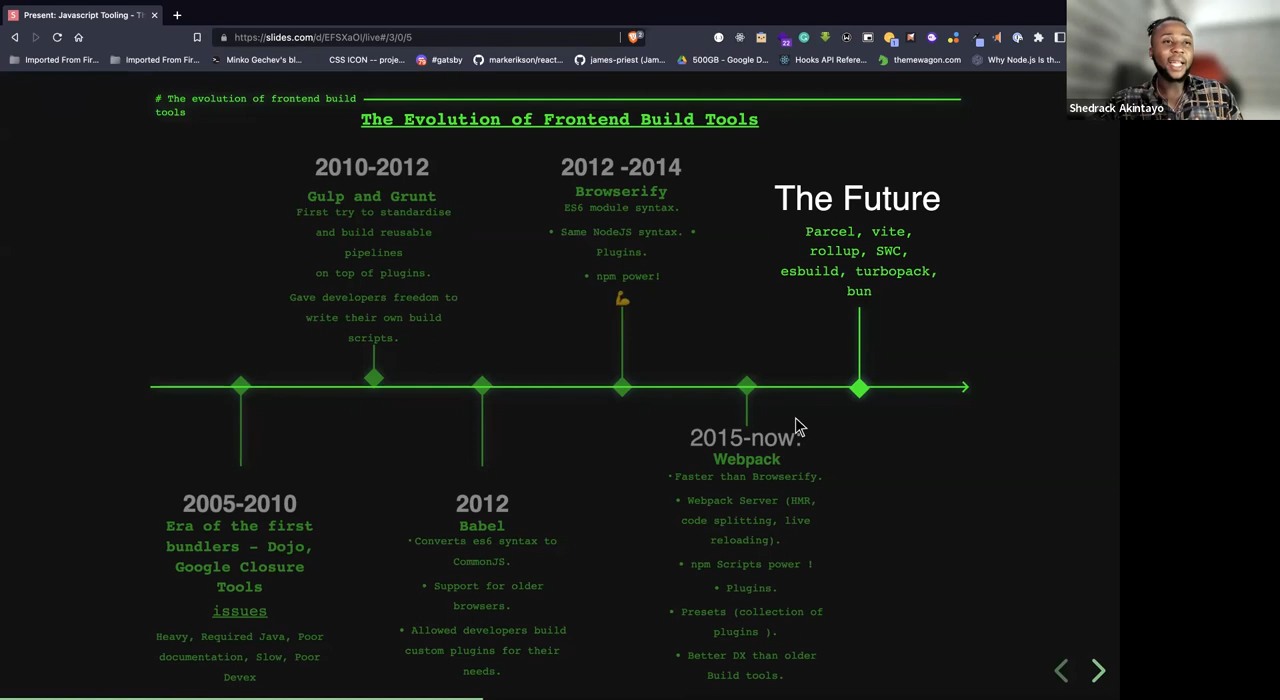 Present: Javascript Tooling - Th
https://slides.com/d/EFSXaOI/live#/3/0/5
Imported From Fir...
Imported From Fir...
Minko Gechev's bl...
CSS ICON -- proje...
#gatsby
markerikson/react...
james-priest (Jam...
500GB - Google D...
Hooks API Refere...
themewagon.com
Why Node.js Is th...
Shedrack Akintayo
# The evolution of frontend build
tools
The Evolution of Frontend Build Tools
2010-2012
Gulp and Grunt
First try to standardise
and build reusable
pipelines
on top of plugins.
Gave developers freedom to
write their own build
scripts.
2012 -2014
Browserify
ES6 module syntax.
• Same NodeJS syntax. •
Plugins.
• npm power!
💪
The Future
Parcel, vite,
rollup, SWC,
esbuild, turbopack,
bun
2005-2010
Era of the first
bundlers - Dojo,
Google Closure
Tools
issues
Heavy, Required Java, Poor
documentation, Slow, Poor
Devex
2012
Babel
•Converts es6 syntax to
CommonJS.
• Support for older
browsers.
• Allowed developers build
custom plugins for their
needs.
2015-now:
Webpack
•Faster than Browserify.
• Webpack Server (HMR,
code splitting, live
reloading).
• npm Scripts power !
• Plugins.
• Presets (collection of
plugins ).
• Better DX than older
Build tools.